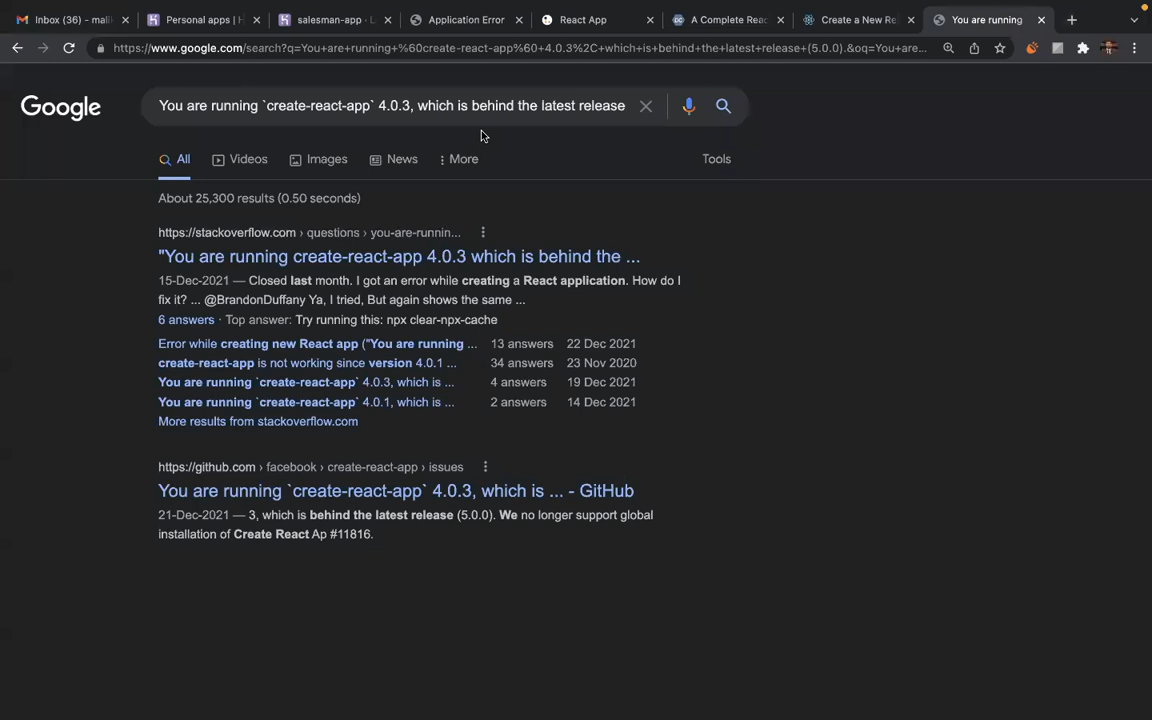 Inbox (36) - mali
Personal apps | H
salesman-app · L
Application Error
React App
A Complete Reac
Create a New Re
You are running
https://www.google.com/search?q=You+are+running+%60create-react-app%60+4.0.3%2C+which+is+behind+the+latest+release+(5.0.0).&oq=You+are...
Google
You are running `create-react-app` 4.0.3, which is behind the latest release
All
Videos
Images
News
More
Tools
About 25,300 results (0.50 seconds)
https://stackoverflow.com › questions › you-are-runnin...
"You are running create-react-app 4.0.3 which is behind the ...
15-Dec-2021 — Closed last month. I got an error while creating a React application. How do I
fix it? ... @BrandonDuffany Ya, I tried, But again shows the same ...
6 answers · Top answer: Try running this: npx clear-npx-cache
Error while creating new React app ("You are running ... 13 answers 22 Dec 2021
create-react-app is not working since version 4.0.1 ... 34 answers 23 Nov 2020
You are running `create-react-app` 4.0.3, which is ... 4 answers 19 Dec 2021
You are running `create-react-app` 4.0.1, which is ... 2 answers 14 Dec 2021
More results from stackoverflow.com
https://github.com › facebook › create-react-app › issues
You are running `create-react-app` 4.0.3, which is ... - GitHub
21-Dec-2021 — 3, which is behind the latest release (5.0.0). We no longer support global
installation of Create React Ap #11816.